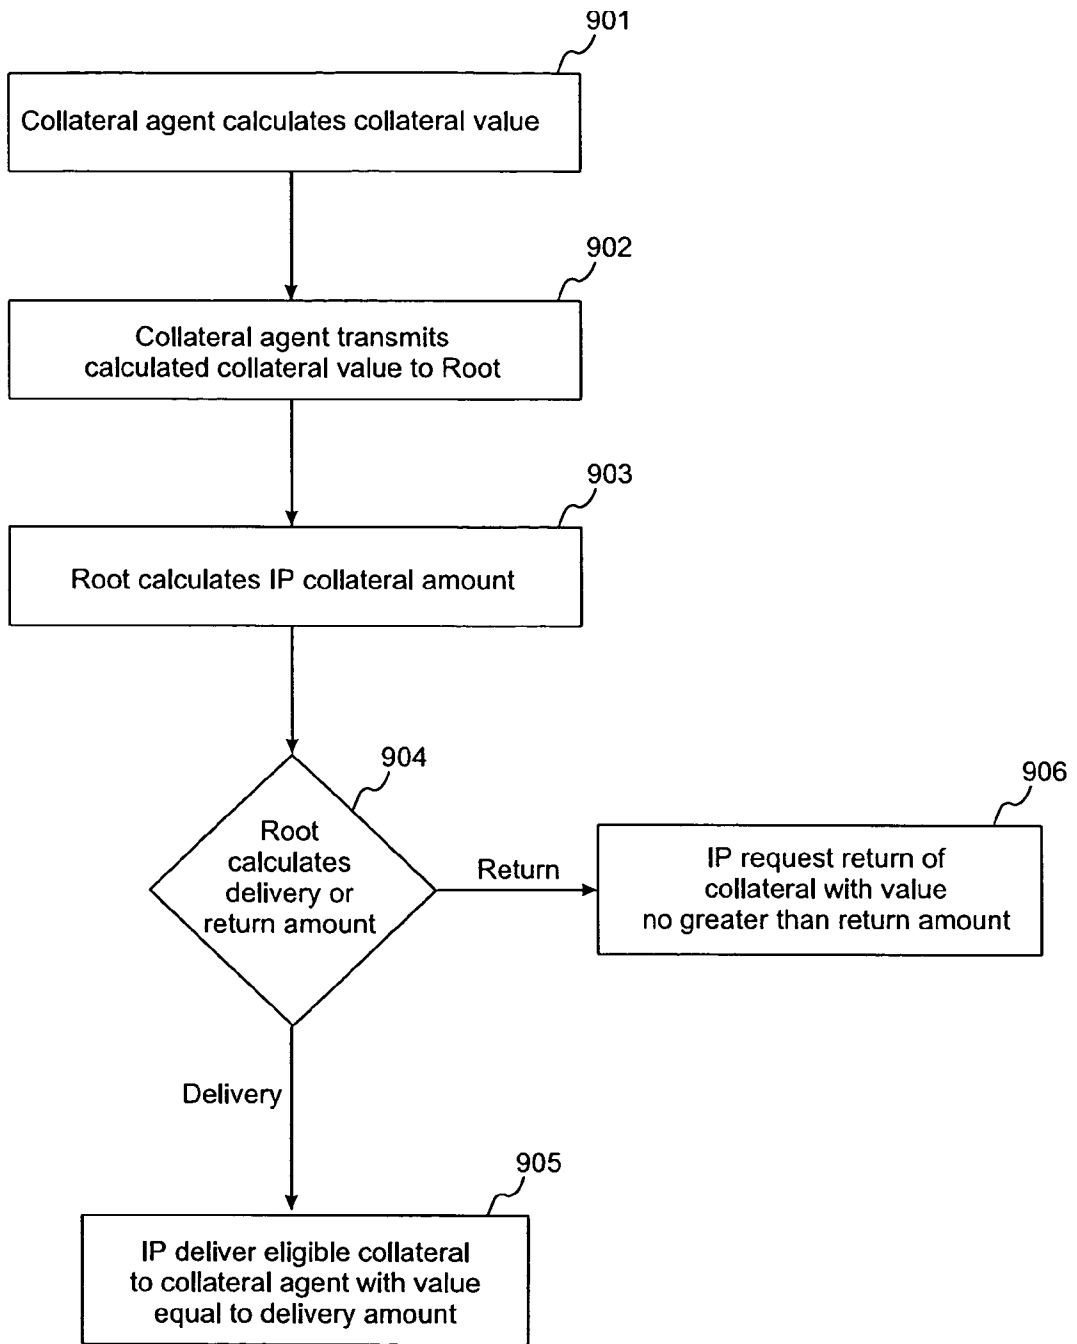 901
Collateral agent calculates collateral value
902
Collateral agent transmits
calculated collateral value to Root
903
Root calculates IP collateral amount
904
Root
calculates
delivery or
return amount
Return
906
IP request return of
collateral with value
no greater than return amount
Delivery
905
IP deliver eligible collateral
to collateral agent with value
equal to delivery amount